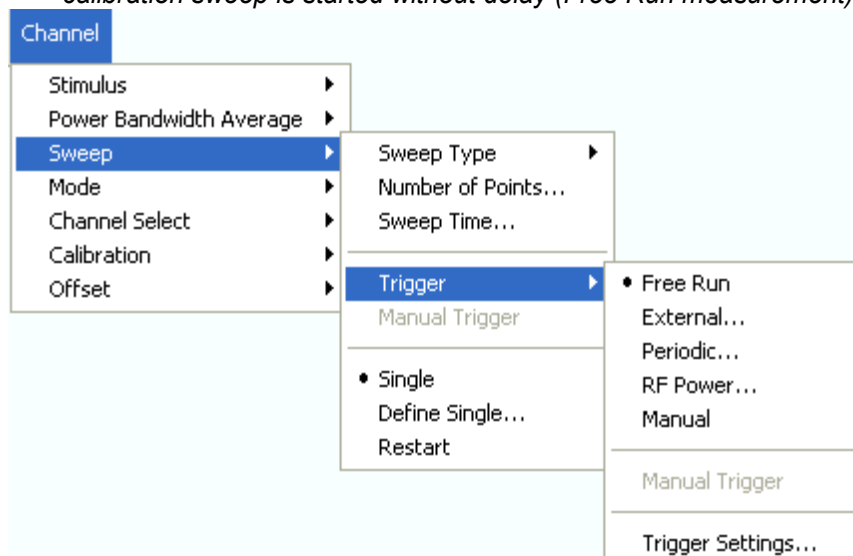 calibration sweep is started without delay (Free Run measurement)
Channel
Stimulus
Power Bandwidth Average
Sweep
Mode
Channel Select
Calibration
Offset
Sweep Type
Number of Points...
Sweep Time...
Trigger
Manual Trigger
Single
Define Single...
Restart
Free Run
External...
Periodic...
RF Power...
Manual
Manual Trigger
Trigger Settings...